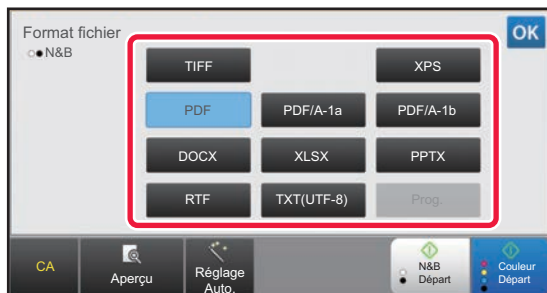 Format fichier
N&B
OK
TIFF
XPS
PDF
PDF/A-1a
PDF/A-1b
DOCX
XLSX
PPTX
RTF
TXT(UTF-8)
Prog.
CA
Aperçu
Réglage
Auto.
N&B
Départ
Couleur
Départ